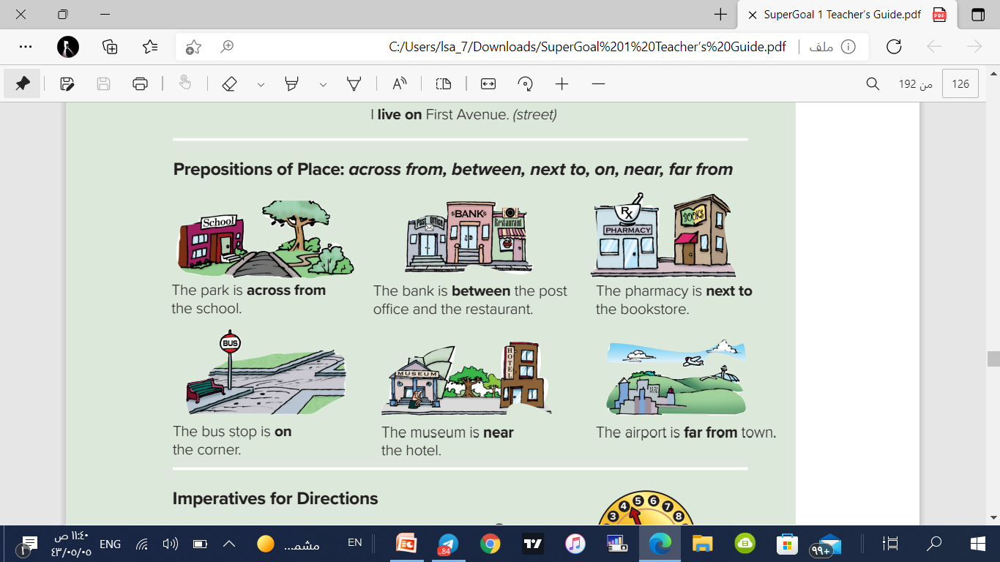 SuperGoal 1 Teacher's Guide.pdf
C:/Users/lsa_7/Downloads/SuperGoal%201%20Teacher's%20Guide.pdf
ملف
126
من 192
I live on First Avenue. (street)
Prepositions of Place: across from, between, next to, on, near, far from
School
POST OFFICE
$BANK$
Restaurant
RX
PHARMACY
BOOKS
The park is across from
the school.
The bank is between the post
office and the restaurant.
The pharmacy is next to
the bookstore.
BUS
MUSEUM
HOTEL
The bus stop is on
the corner.
The museum is near
the hotel.
The airport is far from town.
Imperatives for Directions
3 4 5 6 7 8
١١:٤٠ ص
٤٣/٠٥/٠٥
١
ENG
مشمـ...
EN
84
+٩٩